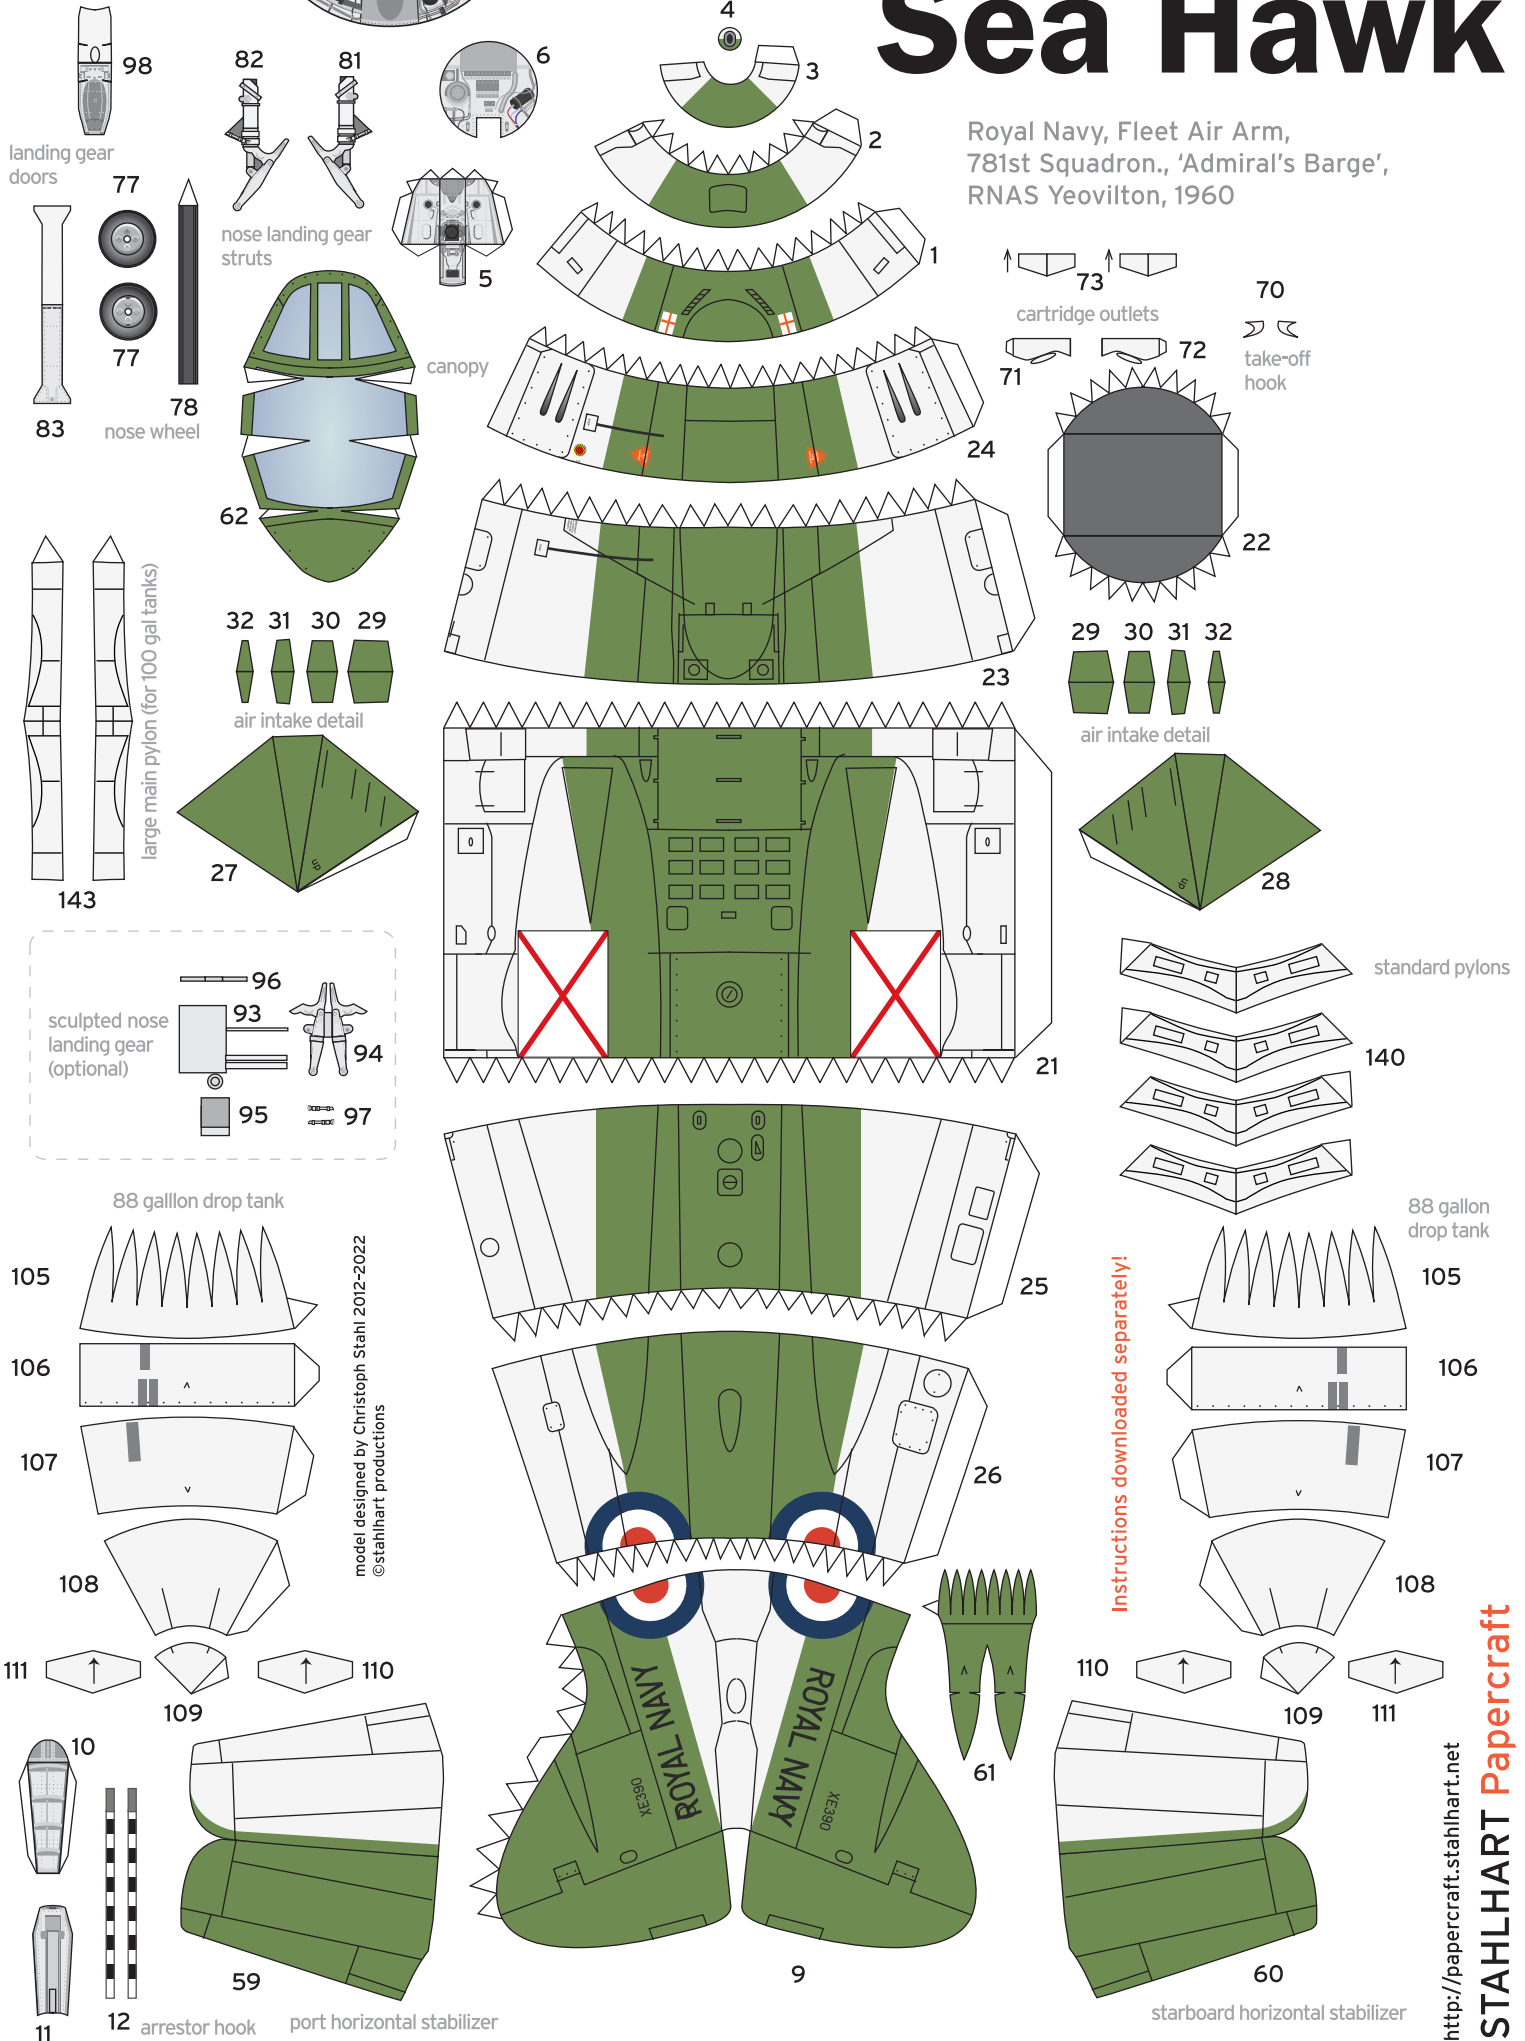 Sea Hawk
Royal Navy, Fleet Air Arm,
781st Squadron., ‘Admiral’s Barge’,
RNAS Yeovilton, 1960
4
3
2
1
24
23
21
25
26
9
98
landing gear
doors
82
81
nose landing gear
struts
6
5
77
77
78
nose wheel
83
canopy
62
73
cartridge outlets
71
72
70
take-off
hook
22
large main pylon (for 100 gal tanks)
143
32
31
30
29
air intake detail
27
up
29
30
31
32
air intake detail
28
dn
sculpted nose
landing gear
(optional)
96
93
94
95
97
standard pylons
140
88 galllon drop tank
105
106
107
108
111
110
109
model designed by Christoph Stahl 2012-2022
©stahlhart productions
88 gallon
drop tank
105
106
107
108
110
111
109
Instructions downloaded separately!
ROYAL NAVY
ROYAL NAVY
XE390
XE390
61
10
11
12
arrestor hook
59
port horizontal stabilizer
60
starboard horizontal stabilizer
http://papercraft.stahlhart.net
STAHLHART Papercraft